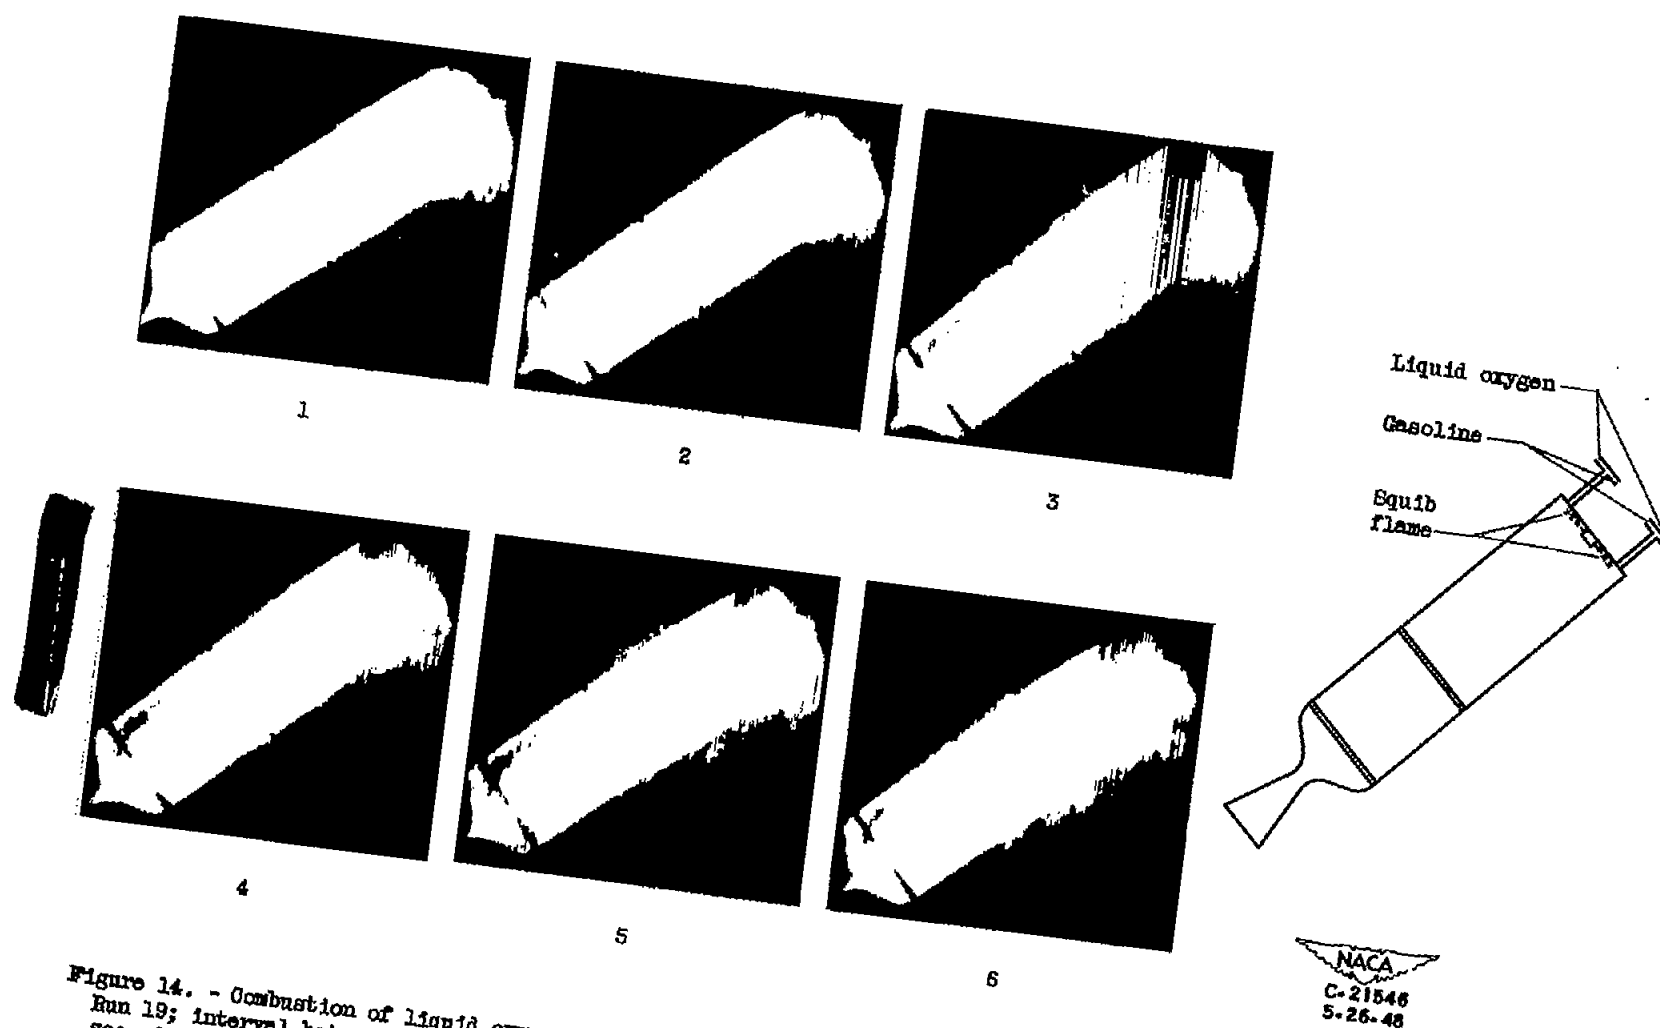 1
2
3
Liquid oxygen
Gasoline
Squib
flame
4
5
6
NACA
C-21546
5-26-48
Figure 14. - Combustion of liquid
Run 19; interval